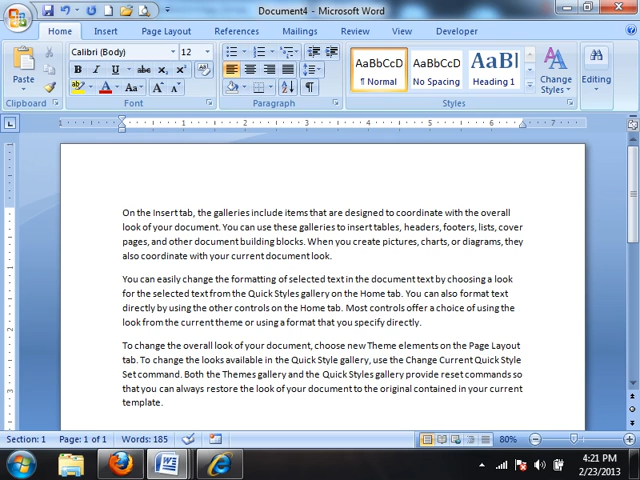 Document4 - Microsoft Word
Home Insert Page Layout References Mailings Review View Developer
Calibri (Body) 12
Paste
B I U abc x₂ x²
Aa A A
AaBbCcD AaBbCcD AaBl
¶ Normal No Spacing Heading 1
Change Styles
Editing
Clipboard Font Paragraph Styles
1 1 2 3 4 5 6 7
On the Insert tab, the galleries include items that are designed to coordinate with the overall
look of your document. You can use these galleries to insert tables, headers, footers, lists, cover
pages, and other document building blocks. When you create pictures, charts, or diagrams, they
also coordinate with your current document look.
You can easily change the formatting of selected text in the document text by choosing a look
for the selected text from the Quick Styles gallery on the Home tab. You can also format text
directly by using the other controls on the Home tab. Most controls offer a choice of using the
look from the current theme or using a format that you specify directly.
To change the overall look of your document, choose new Theme elements on the Page Layout
tab. To change the looks available in the Quick Style gallery, use the Change Current Quick Style
Set command. Both the Themes gallery and the Quick Styles gallery provide reset commands so
that you can always restore the look of your document to the original contained in your current
template.
Section: 1 Page: 1 of 1 Words: 185 80%
4:21 PM
2/23/2013